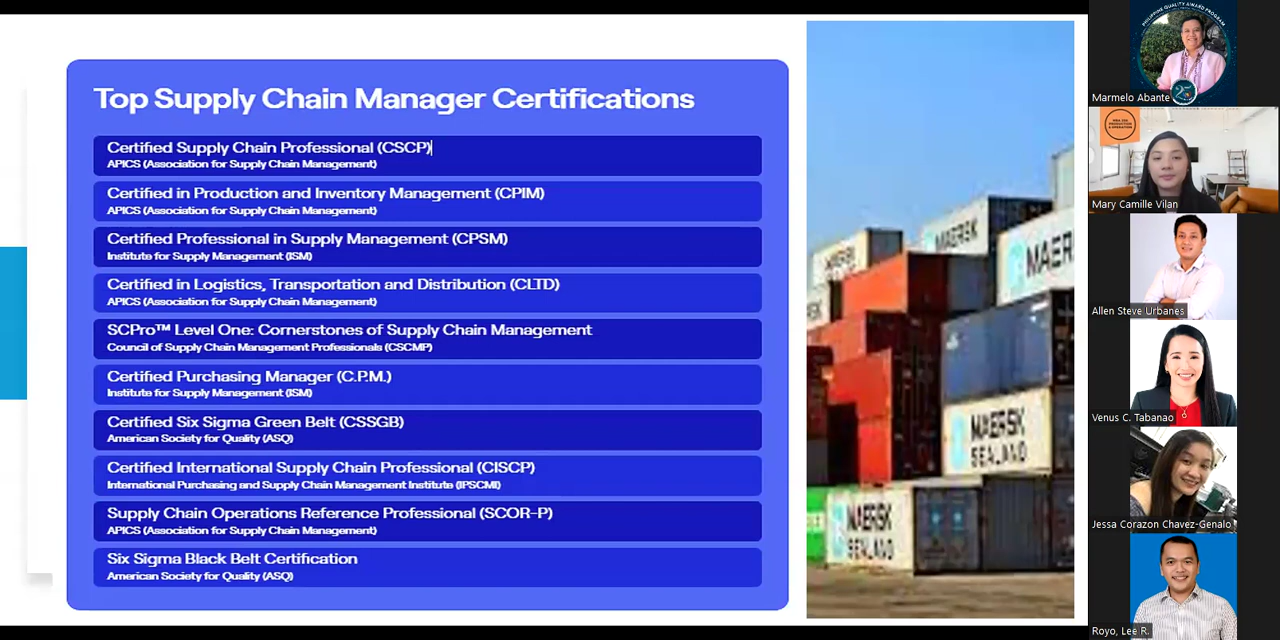 Top Supply Chain Manager Certifications
Certified Supply Chain Professional (CSCP)
APICS (Association for Supply Chain Management)
Certified in Production and Inventory Management (CPIM)
APICS (Association for Supply Chain Management)
Certified Professional in Supply Management (CPSM)
Institute for Supply Management (ISM)
Certified in Logistics, Transportation and Distribution (CLTD)
APICS (Association for Supply Chain Management)
SCPro™ Level One: Cornerstones of Supply Chain Management
Council of Supply Chain Management Professionals (CSCMP)
Certified Purchasing Manager (C.P.M.)
Institute for Supply Management (ISM)
Certified Six Sigma Green Belt (CSSGB)
American Society for Quality (ASQ)
Certified International Supply Chain Professional (CISCP)
International Purchasing and Supply Chain Management Institute (IPSCMI)
Supply Chain Operations Reference Professional (SCOR-P)
APICS (Association for Supply Chain Management)
Six Sigma Black Belt Certification
American Society for Quality (ASQ)
MAERSK
MAERSK
MAERSK
MAERSK
SEALAND
MAERSK
SEALAND
PHILIPPINE QUALITY AWARD PROGRAM
Marmelo Abante
Mary Camille Vilan
Allen Steve Urbanes
Venus C. Tabanao
Jessa Corazon Chavez-Genalo
Royo, Lee R.